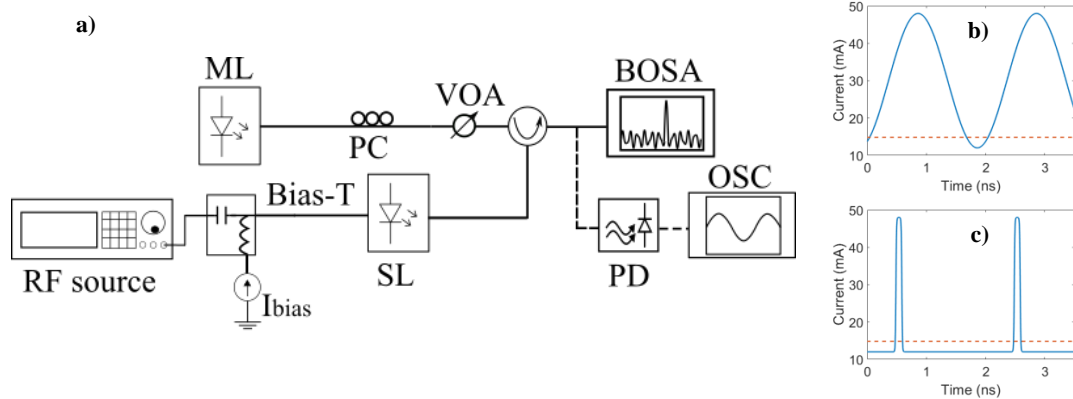 a)
ML
PC
VOA
BOSA
OSC
Bias-T
RF source
Ibias
SL
PD
b)
50
40
30
20
10
Current (mA)
0
1
2
3
Time (ns)
c)
50
40
30
20
10
Current (mA)
0
1
2
3
Time (ns)